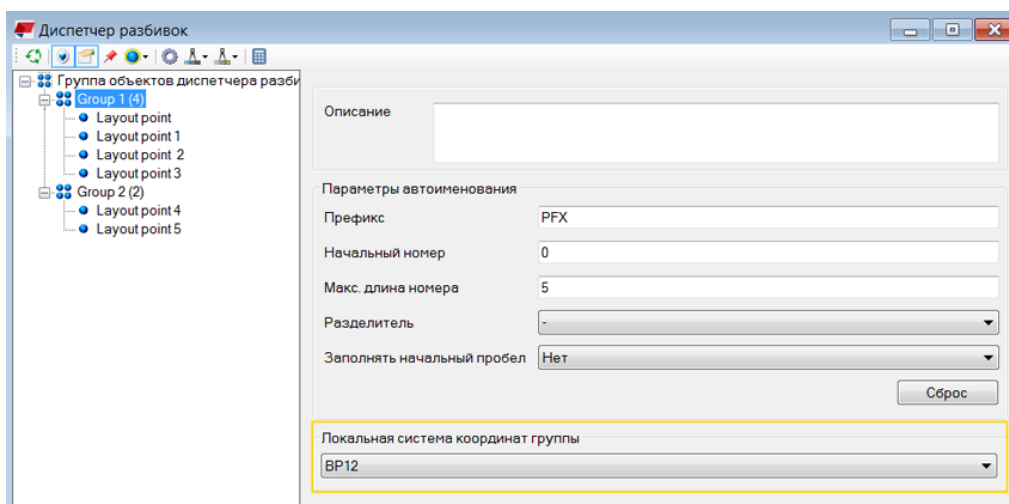 Диспетчер разбивок
Группа объектов диспетчера разби
Group 1 (4)
Layout point
Layout point 1
Layout point 2
Layout point 3
Group 2 (2)
Layout point 4
Layout point 5
Описание
Параметры автоименования
Префикс PFX
Начальный номер 0
Макс. длина номера 5
Разделитель -
Заполнять начальный пробел Нет
Сброс
Локальная система координат группы
BP12